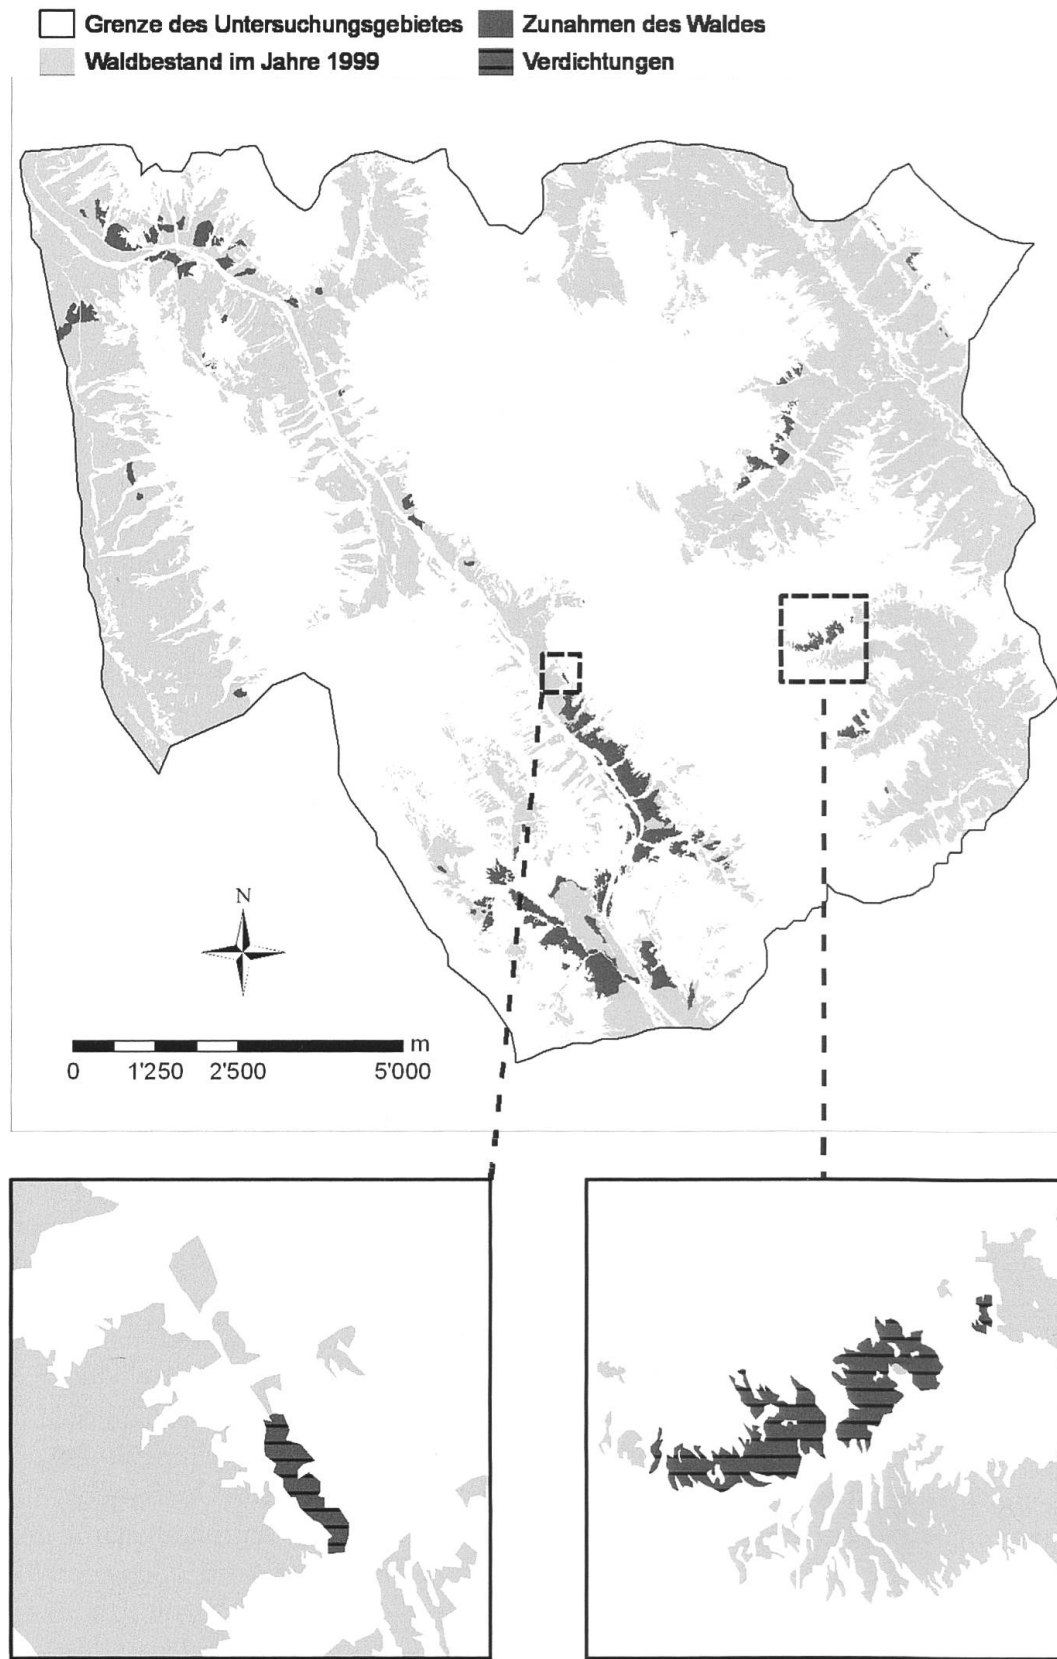 Grenze des Untersuchungsgebietes
Zunahmen des Waldes
Waldbestand im Jahre 1999
Verdichtungen
N
m
0 1'250 2'500 5'000